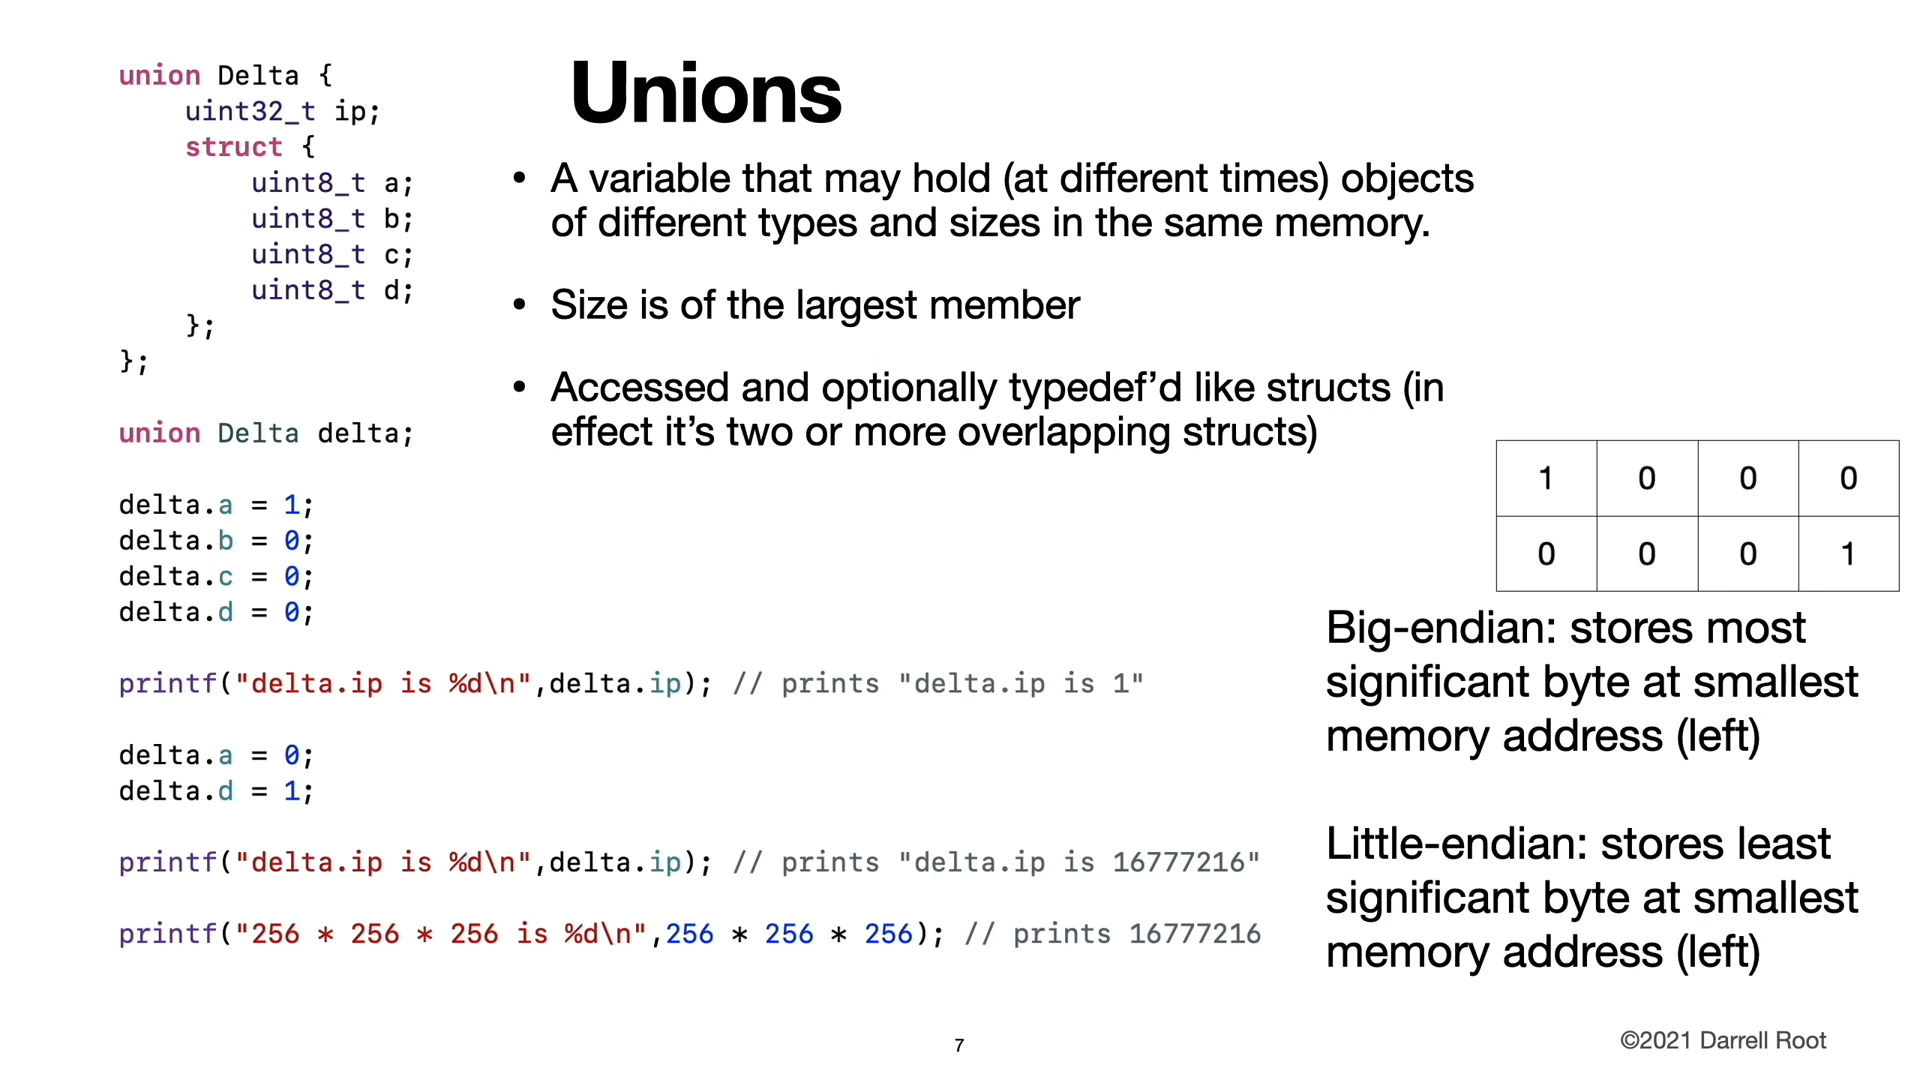 Unions
union Delta {
    uint32_t ip;
    struct {
        uint8_t a;
        uint8_t b;
        uint8_t c;
        uint8_t d;
    };
};
union Delta delta;
delta.a = 1;
delta.b = 0;
delta.c = 0;
delta.d = 0;
printf("delta.ip is %d\n",delta.ip); // prints "delta.ip is 1"
delta.a = 0;
delta.d = 1;
printf("delta.ip is %d\n",delta.ip); // prints "delta.ip is 16777216"
printf("256 * 256 * 256 is %d\n",256 * 256 * 256); // prints 16777216
• A variable that may hold (at different times) objects
of different types and sizes in the same memory.
• Size is of the largest member
• Accessed and optionally typedef’d like structs (in
effect it’s two or more overlapping structs)
1 0 0 0
0 0 0 1
Big-endian: stores most
significant byte at smallest
memory address (left)
Little-endian: stores least
significant byte at smallest
memory address (left)
7
©2021 Darrell Root